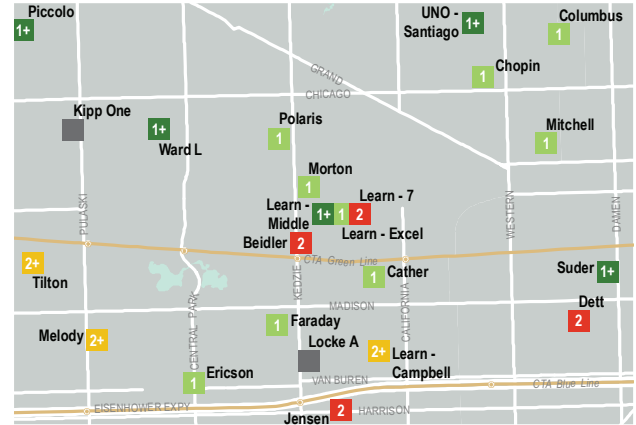 Piccolo
1+
UNO -
Santiago
1+
Columbus
1
Chopin
1
GRAND
CHICAGO
Kipp One
1+
Ward L
Polaris
1
Mitchell
1
Morton
1
Learn -
Middle
1+
1
2
Learn - 7
Learn - Excel
Beidler
2
PULASKI
WESTERN
DAMEN
CTA Green Line
2+
Tilton
KEDZIE
1
Cather
CALIFORNIA
Suder
1+
MADISON
Dett
2
CENTRAL PARK
Melody
2+
1
Faraday
Locke A
2+
Learn -
Campbell
1
Ericson
VAN BUREN
CTA Blue Line
EISENHOWER EXPY
Jensen
2
HARRISON